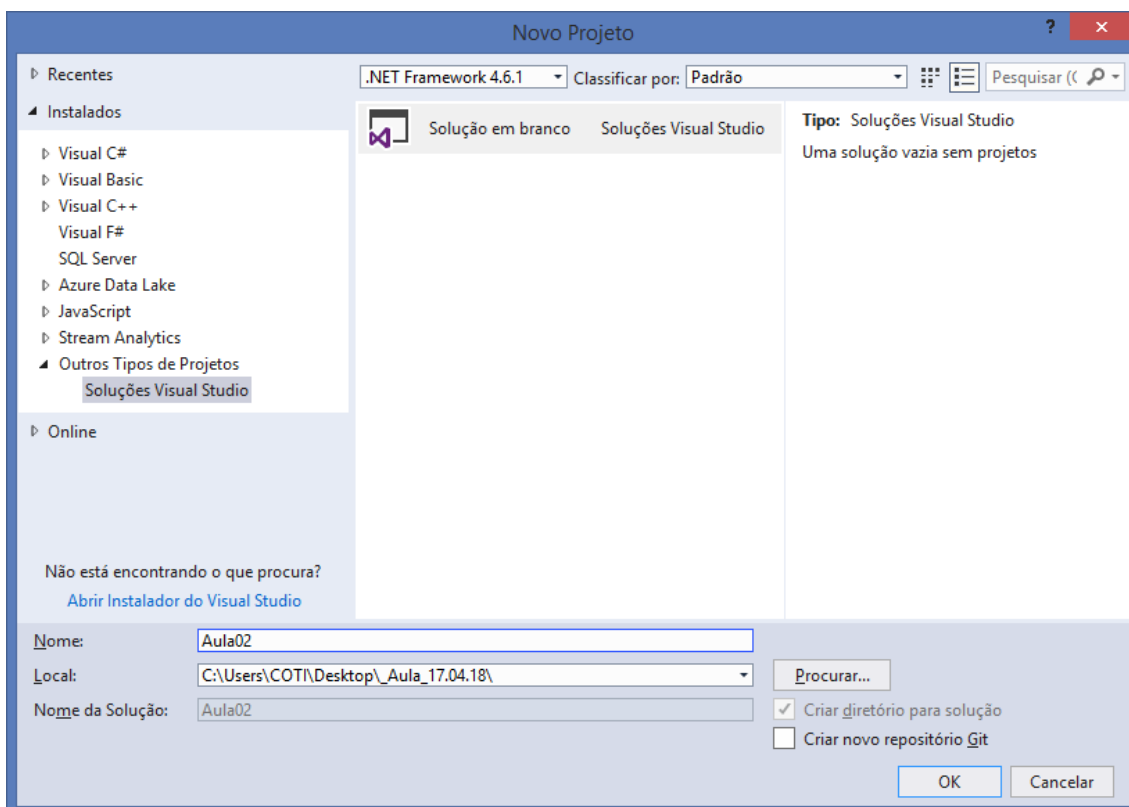 Novo Projeto
?
Recentes
.NET Framework 4.6.1
Classificar por:
Padrão
Pesquisar ((
Instalados
Visual C#
Visual Basic
Visual C++
Visual F#
SQL Server
Azure Data Lake
JavaScript
Stream Analytics
Outros Tipos de Projetos
Soluções Visual Studio
Online
Não está encontrando o que procura?
Abrir Instalador do Visual Studio
Solução em branco Soluções Visual Studio
Tipo: Soluções Visual Studio
Uma solução vazia sem projetos
Nome: Aula02
Local: C:\Users\COTI\Desktop\_Aula_17.04.18\
Procurar...
Nome da Solução: Aula02
Criar diretório para solução
Criar novo repositório Git
OK
Cancelar